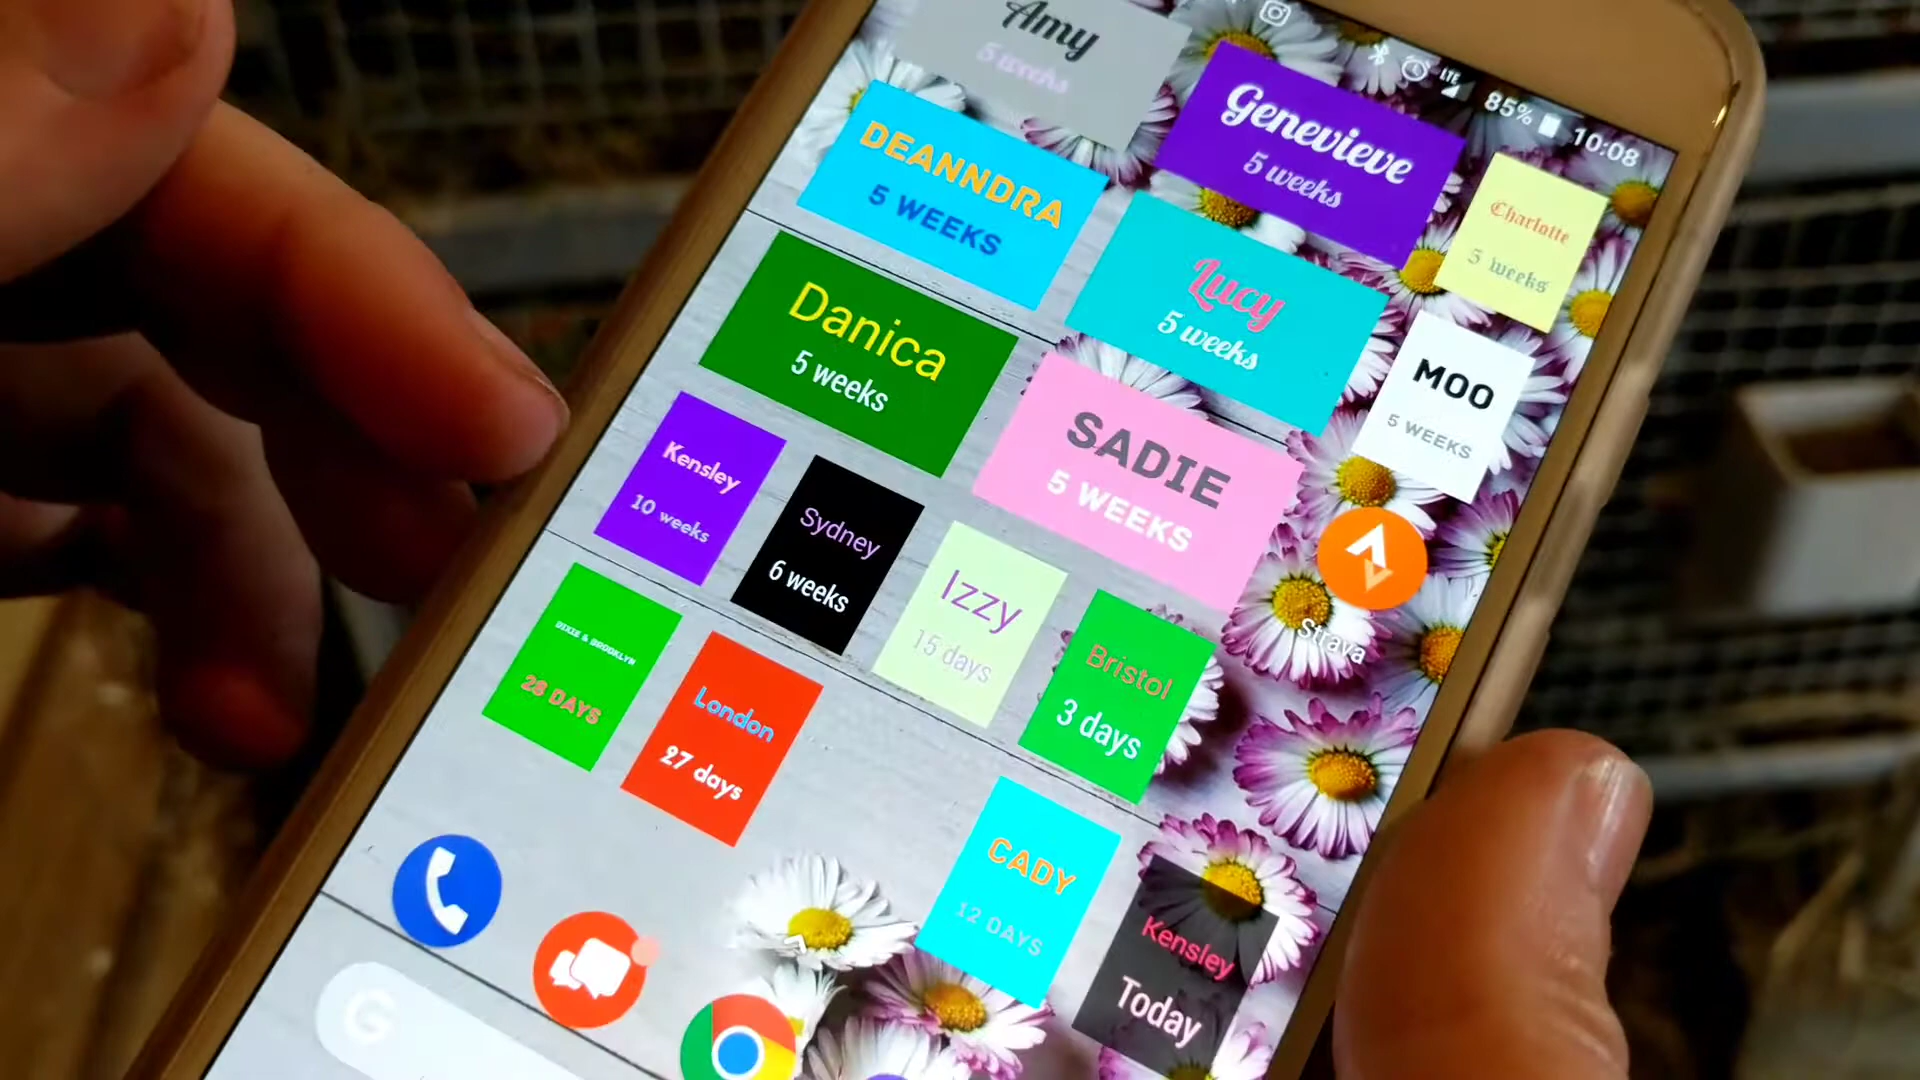 LTE
85%
10:08
Amy
5 weeks
Genevieve
5 weeks
DEANNDRA
5 WEEKS
Charlotte
5 weeks
Lucy
5 weeks
Danica
5 weeks
MOO
5 WEEKS
SADIE
5 WEEKS
Kensley
10 weeks
Sydney
6 weeks
Izzy
15 days
Bristol
3 days
Strava
DIXIE & BROOKLYN
28 DAYS
London
27 days
CADY
12 DAYS
Kensley
Today
G